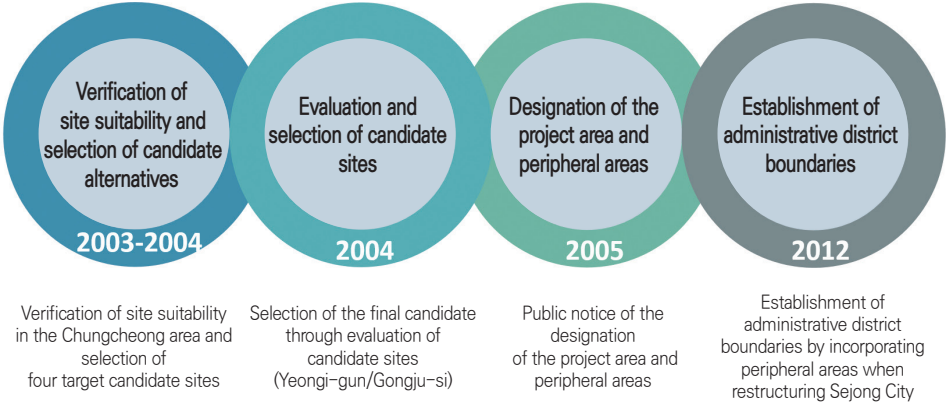 Verification of
site suitability and
selection of candidate
alternatives
2003-2004
Evaluation and
selection of candidate
sites
2004
Designation of the
project area and
peripheral areas
2005
Establishment of
administrative district
boundaries
2012
Verification of site suitability
in the Chungcheong area and
selection of
four target candidate sites
Selection of the final candidate
through evaluation of
candidate sites
(Yeongi-gun/Gongju-si)
Public notice of the
designation
of the project area and
peripheral areas
Establishment of
administrative district
boundaries by incorporating
peripheral areas when
restructuring Sejong City